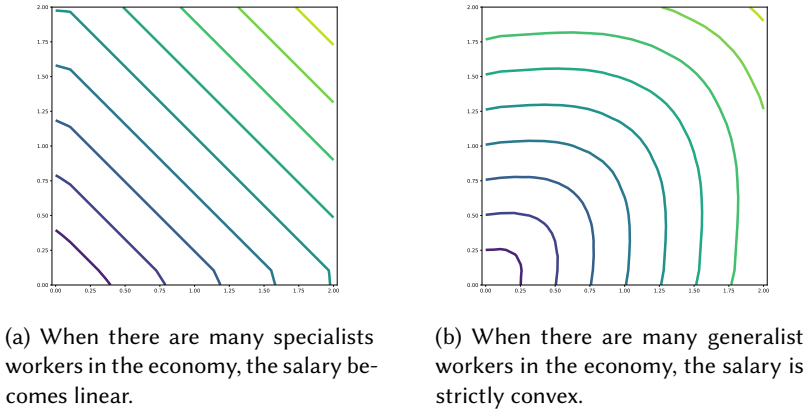 2.00
1.75
1.50
1.25
1.00
0.75
0.50
0.25
0.00
0.00 0.25 0.50 0.75 1.00 1.25 1.50 1.75 2.00
2.00
1.75
1.50
1.25
1.00
0.75
0.50
0.25
0.00
0.00 0.25 0.50 0.75 1.00 1.25 1.50 1.75 2.00
(a) When there are many specialists
workers in the economy, the salary be-
comes linear.
(b) When there are many generalist
workers in the economy, the salary is
strictly convex.